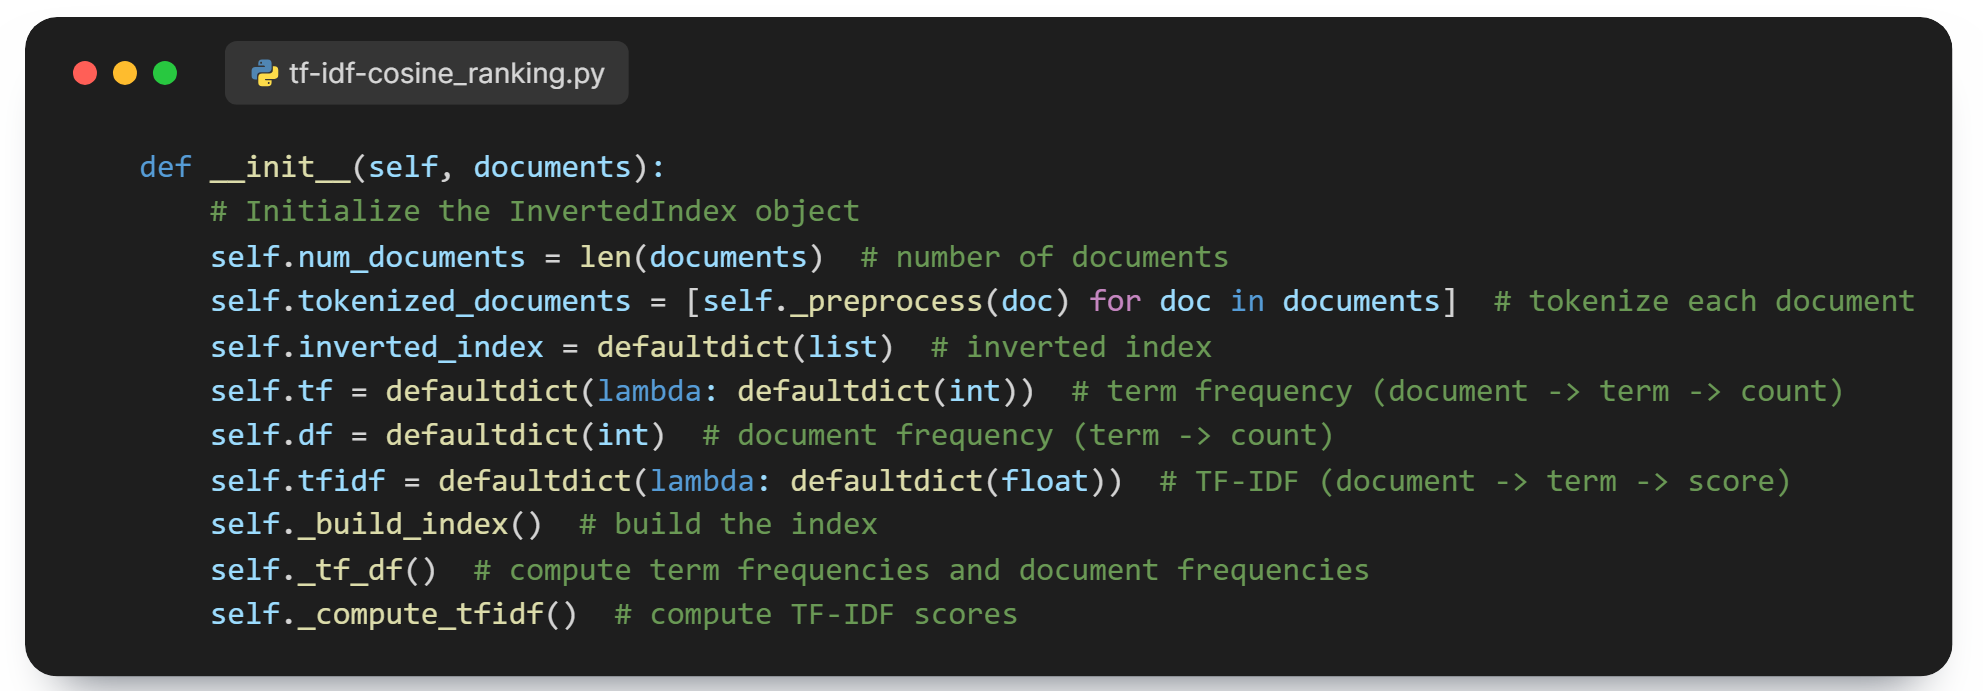 tf-idf-cosine_ranking.py
def __init__(self, documents):
# Initialize the InvertedIndex object
self.num_documents = len(documents)  # number of documents
self.tokenized_documents = [self._preprocess(doc) for doc in documents]  # tokenize each document
self.inverted_index = defaultdict(list)  # inverted index
self.tf = defaultdict(lambda: defaultdict(int))  # term frequency (document -> term -> count)
self.df = defaultdict(int)  # document frequency (term -> count)
self.tfidf = defaultdict(lambda: defaultdict(float))  # TF-IDF (document -> term -> score)
self._build_index()  # build the index
self._tf_df()  # compute term frequencies and document frequencies
self._compute_tfidf()  # compute TF-IDF scores